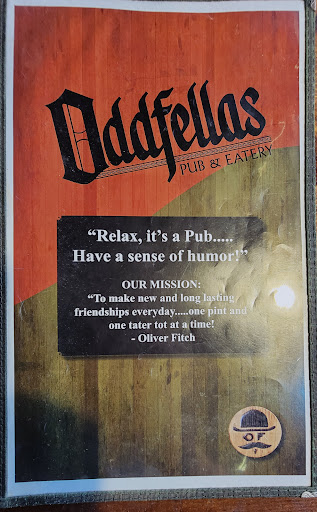 Oddfellas
PUB & EATERY
“Relax, it’s a Pub.....
Have a sense of humor!”
OUR MISSION:
“To make new and long lasting
friendships everyday.....one pint and
one tater tot at a time!
- Oliver Fitch
OF